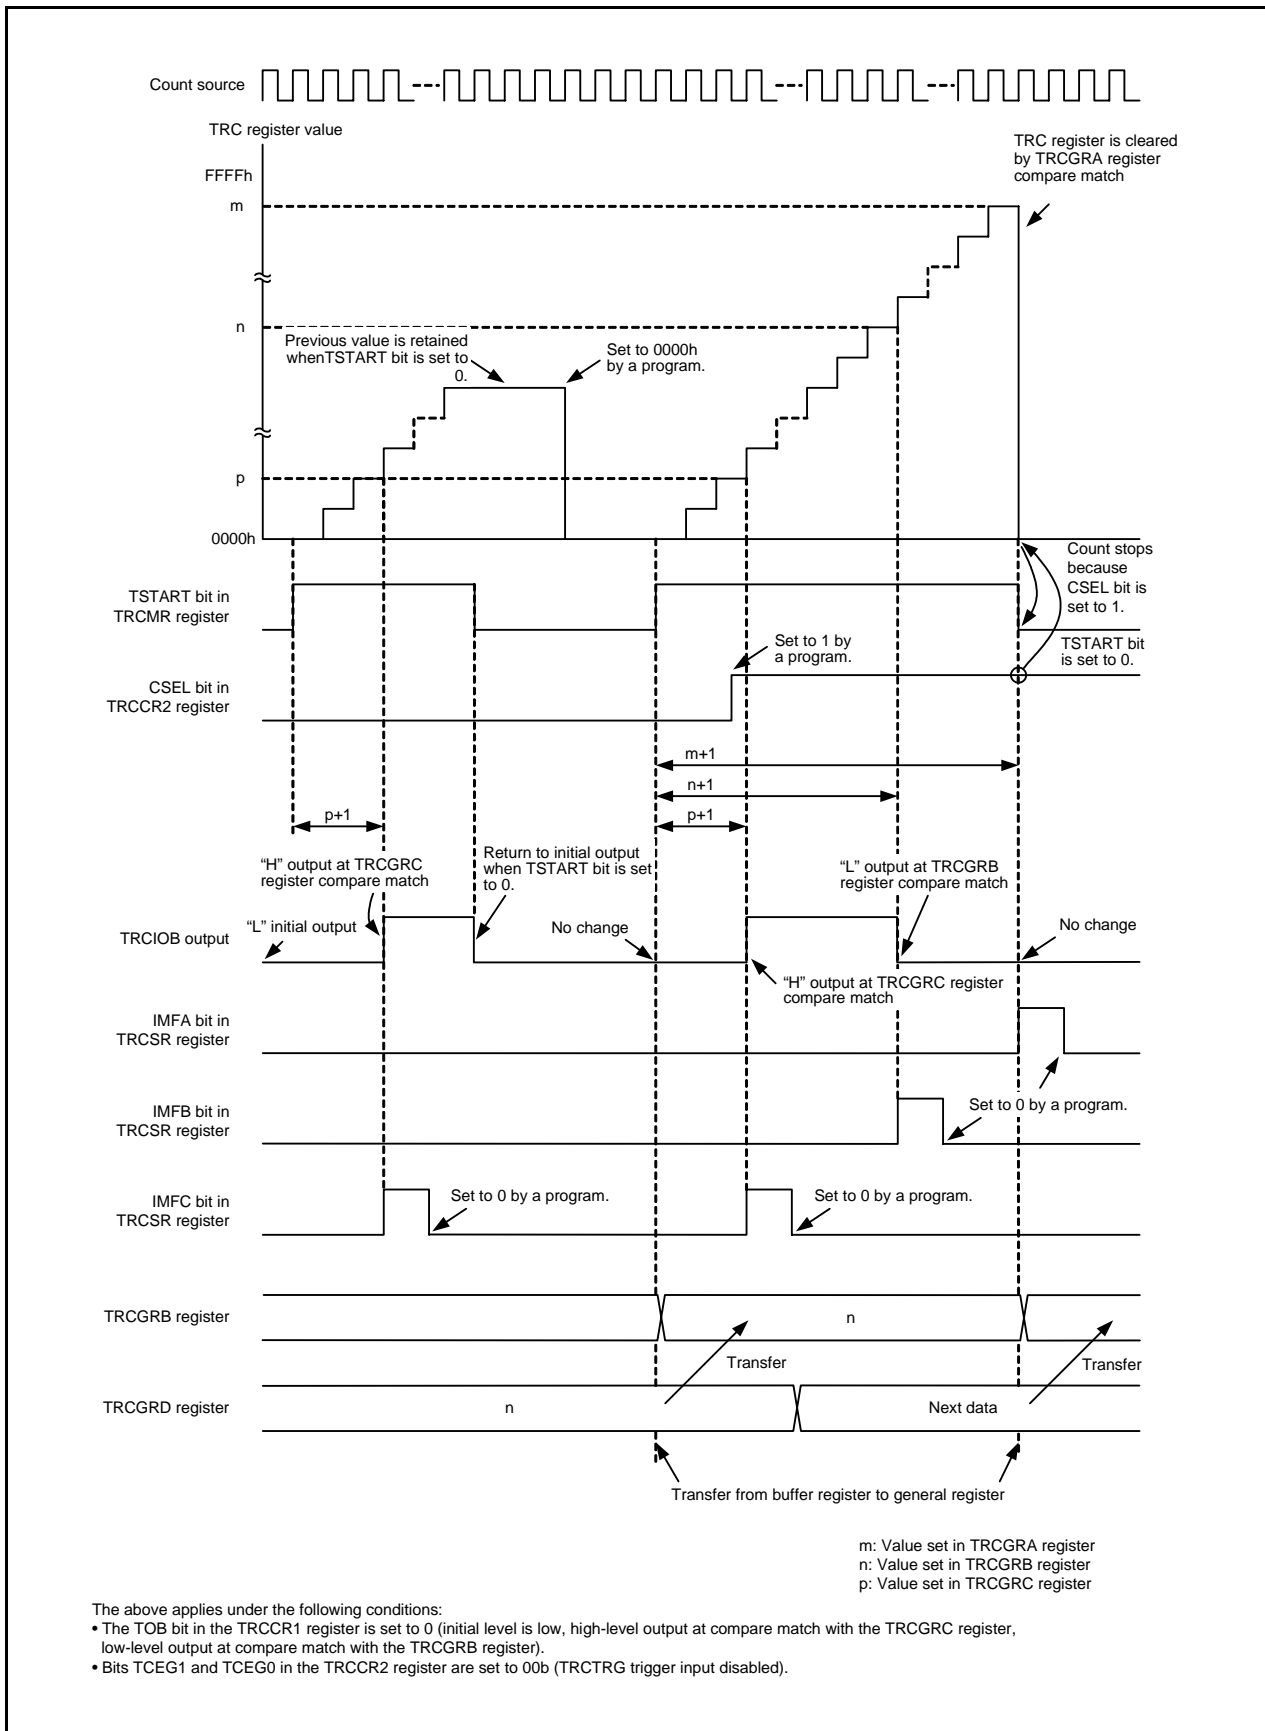 Count source
TRC register value
TRC register is cleared
by TRCGRA register
compare match
FFFFh
m
n
Previous value is retained
whenTSTART bit is set to
0.
Set to 0000h
by a program.
p
0000h
Count stops
because
CSEL bit is
set to 1.
TSTART bit in
TRCMR register
TSTART bit
is set to 0.
Set to 1 by
a program.
CSEL bit in
TRCCR2 register
m+1
n+1
p+1
p+1
“H” output at TRCGRC
register compare match
Return to initial output
when TSTART bit is set
to 0.
“L” output at TRCGRB
register compare match
“L” initial output
No change
No change
TRCIOB output
“H” output at TRCGRC register
compare match
IMFA bit in
TRCSR register
IMFB bit in
TRCSR register
Set to 0 by a program.
IMFC bit in
TRCSR register
Set to 0 by a program.
Set to 0 by a program.
TRCGRB register
n
Transfer
Transfer
TRCGRD register
n
Next data
Transfer from buffer register to general register
m: Value set in TRCGRA register
n: Value set in TRCGRB register
p: Value set in TRCGRC register
The above applies under the following conditions:
• The TOB bit in the TRCCR1 register is set to 0 (initial level is low, high-level output at compare match with the TRCGRC register,
low-level output at compare match with the TRCGRB register).
• Bits TCEG1 and TCEG0 in the TRCCR2 register are set to 00b (TRCTRG trigger input disabled).